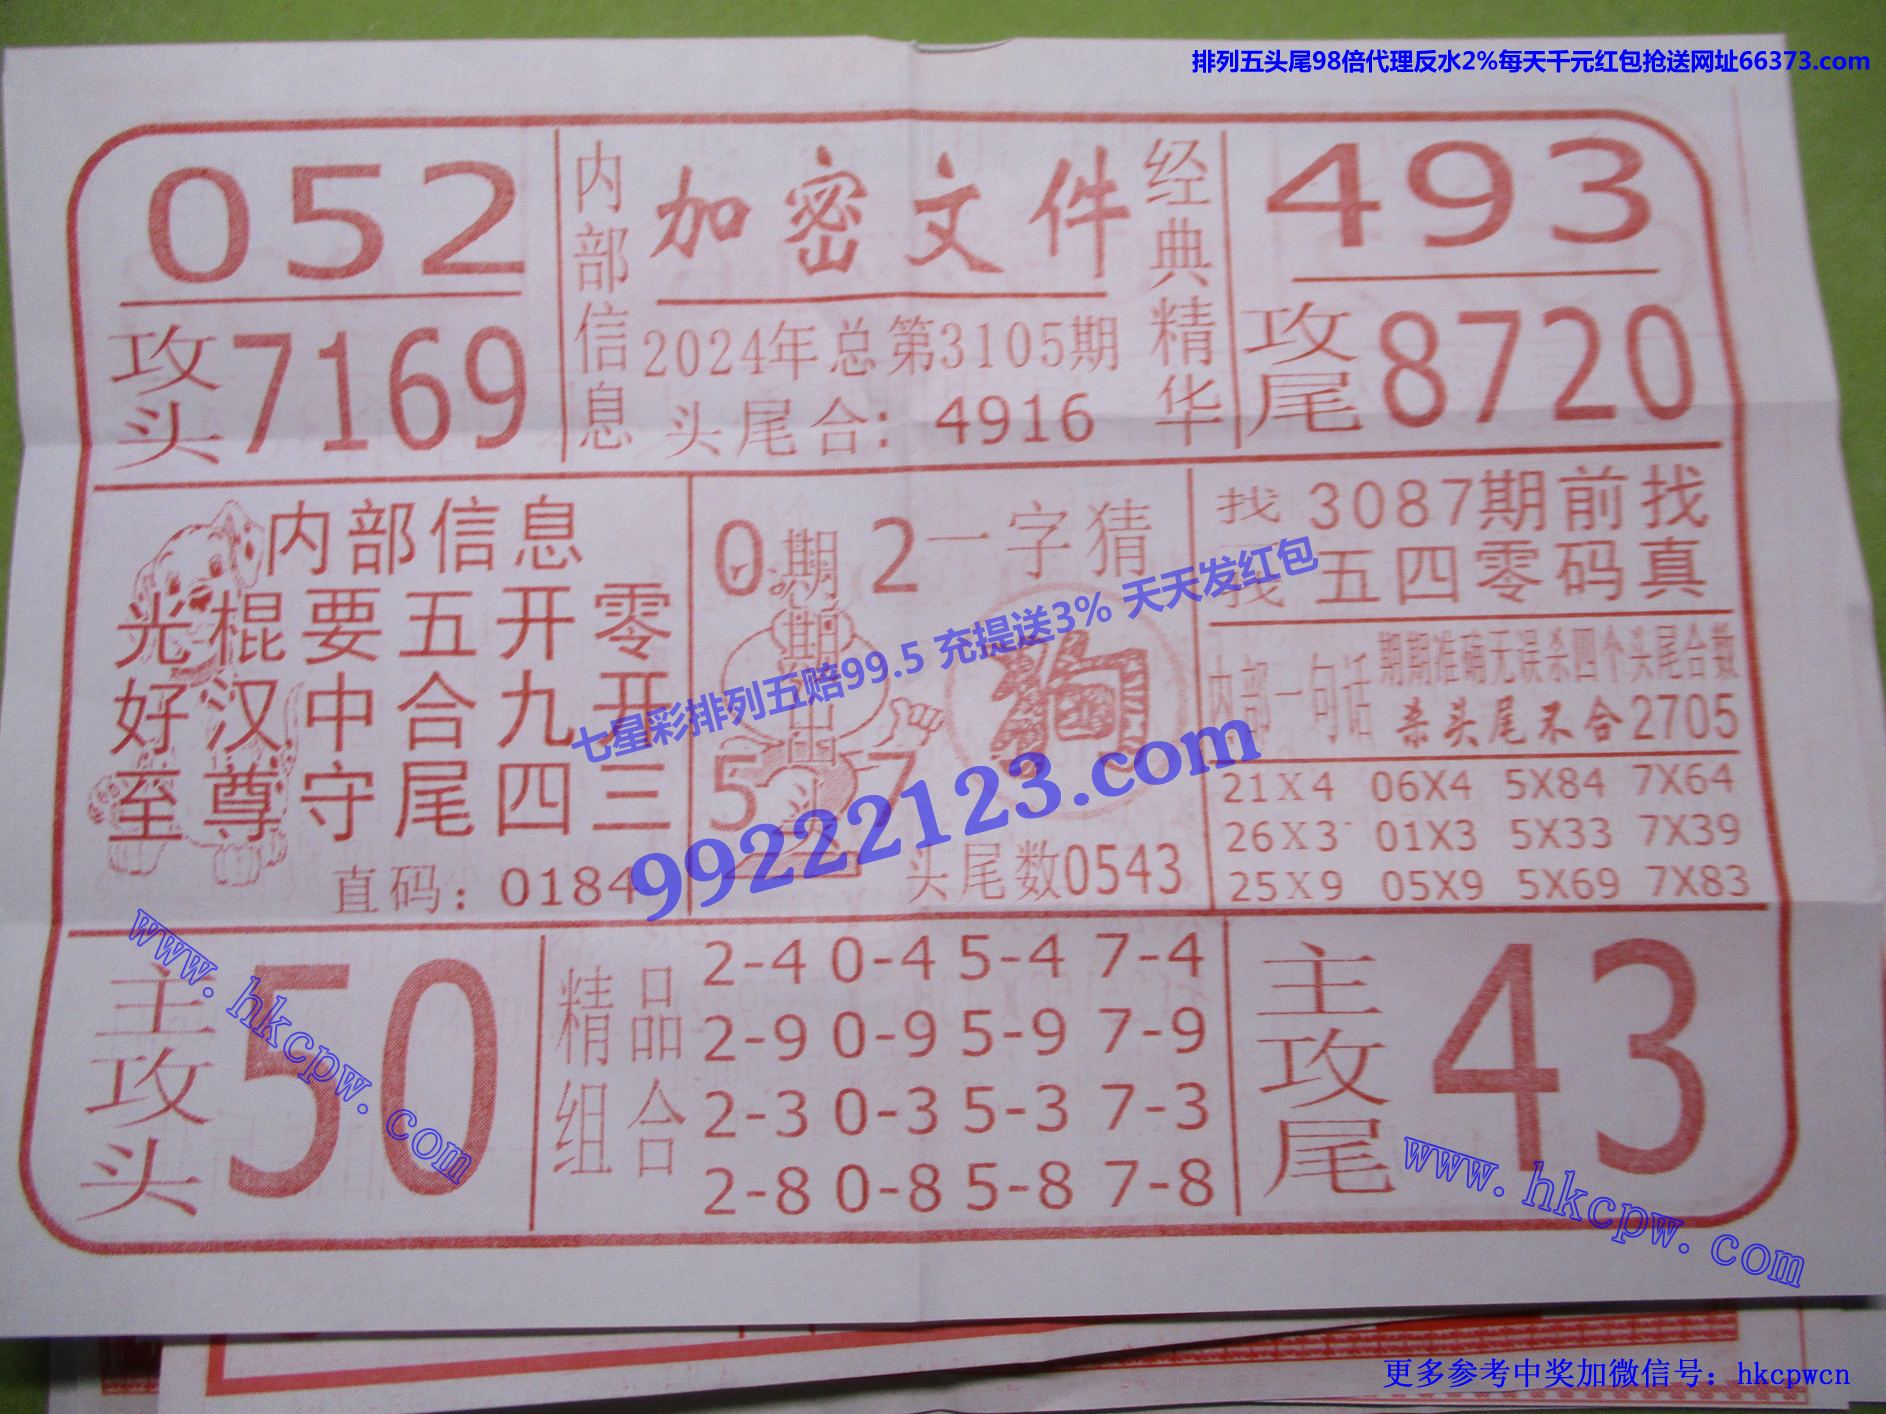 排列五头尾98倍代理反水2%每天千元红包抢送网址66373.com
052
攻头 7169
内部信息
加密文件
2024年总第3105期
头尾合：4916
经典精华
493
攻尾 8720
内部信息
光棍要五开零
好汉中合九开
至尊守尾四三
直码：0184
0 2
期期中
5 7
头
一字猜
狗
头尾数0543
找 3087期前找
我 五四零码真
内部一句话
期期准确无误杀四个头尾合数
杀头尾不合2705
21X4 06X4 5X84 7X64
26X3 01X3 5X33 7X39
25X9 05X9 5X69 7X83
七星彩排列五赔99.5 充提送3% 天天发红包
99222123.com
主攻头 50
精品组合
2-4 0-4 5-4 7-4
2-9 0-9 5-9 7-9
2-3 0-3 5-3 7-3
2-8 0-8 5-8 7-8
主攻尾 43
www.hkcpw.com
www.hkcpw.com
更多参考中奖加微信号：hkcpwcn